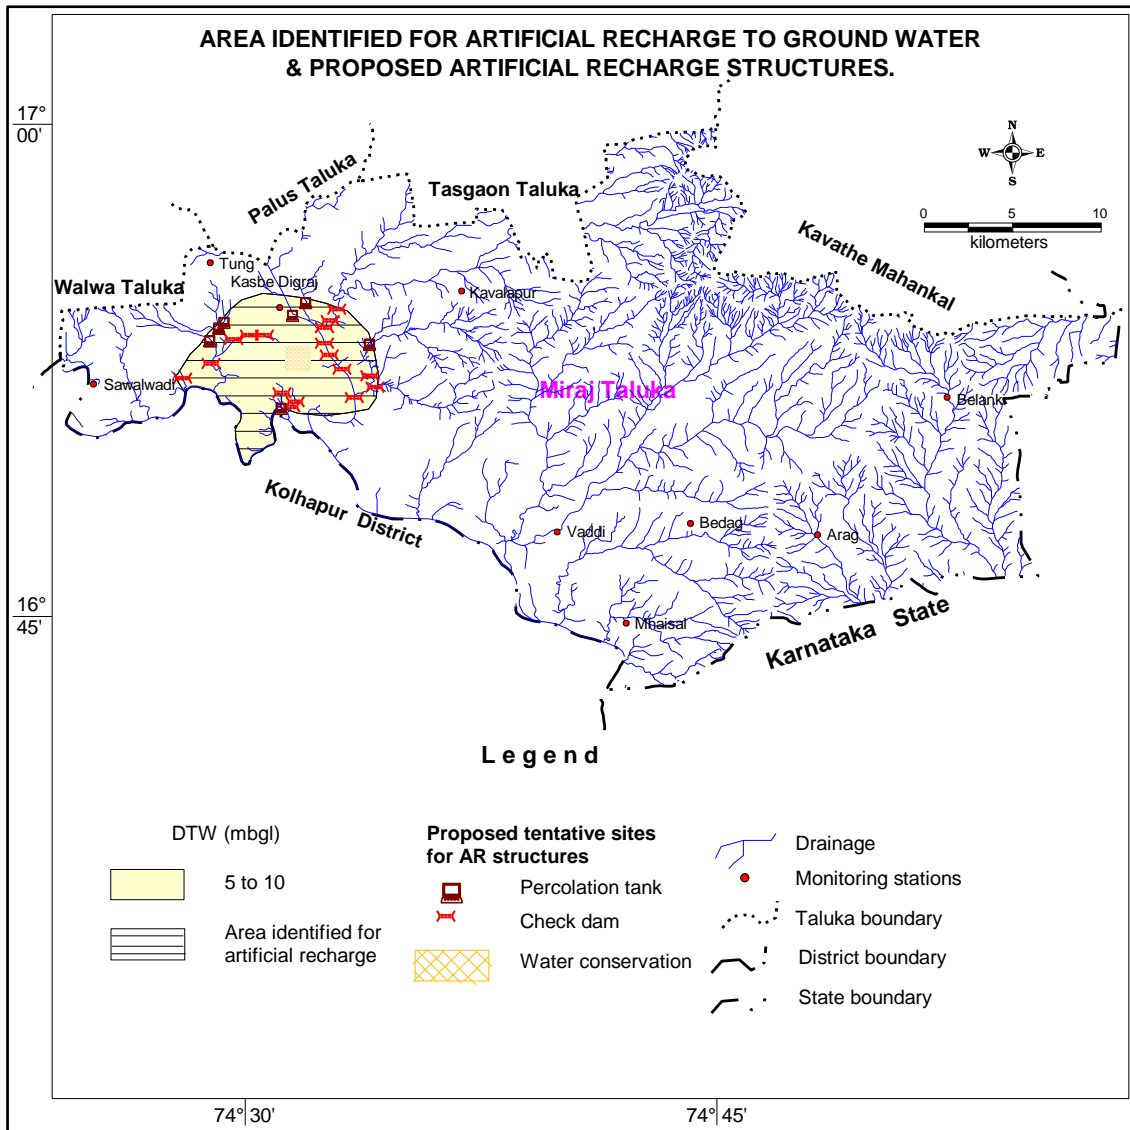 AREA IDENTIFIED FOR ARTIFICIAL RECHARGE TO GROUND WATER
& PROPOSED ARTIFICIAL RECHARGE STRUCTURES.
17°
00'
N
W E
S
0 5 10
kilometers
Palus Taluka
Tasgaon Taluka
Kavathe Mahankal
Walwa Taluka
Tung
Kasbe Digraj
Kavalapur
Sawalwadi
Miraj Taluka
Belanki
Kolhapur District
Vaddi
Bedag
Arag
16°
45'
Mhaisal
Karnataka State
Legend
DTW (mbgl)
5 to 10
Area identified for
artificial recharge
Proposed tentative sites
for AR structures
Percolation tank
Check dam
Water conservation
Drainage
Monitoring stations
Taluka boundary
District boundary
State boundary
74° 30'
74° 45'